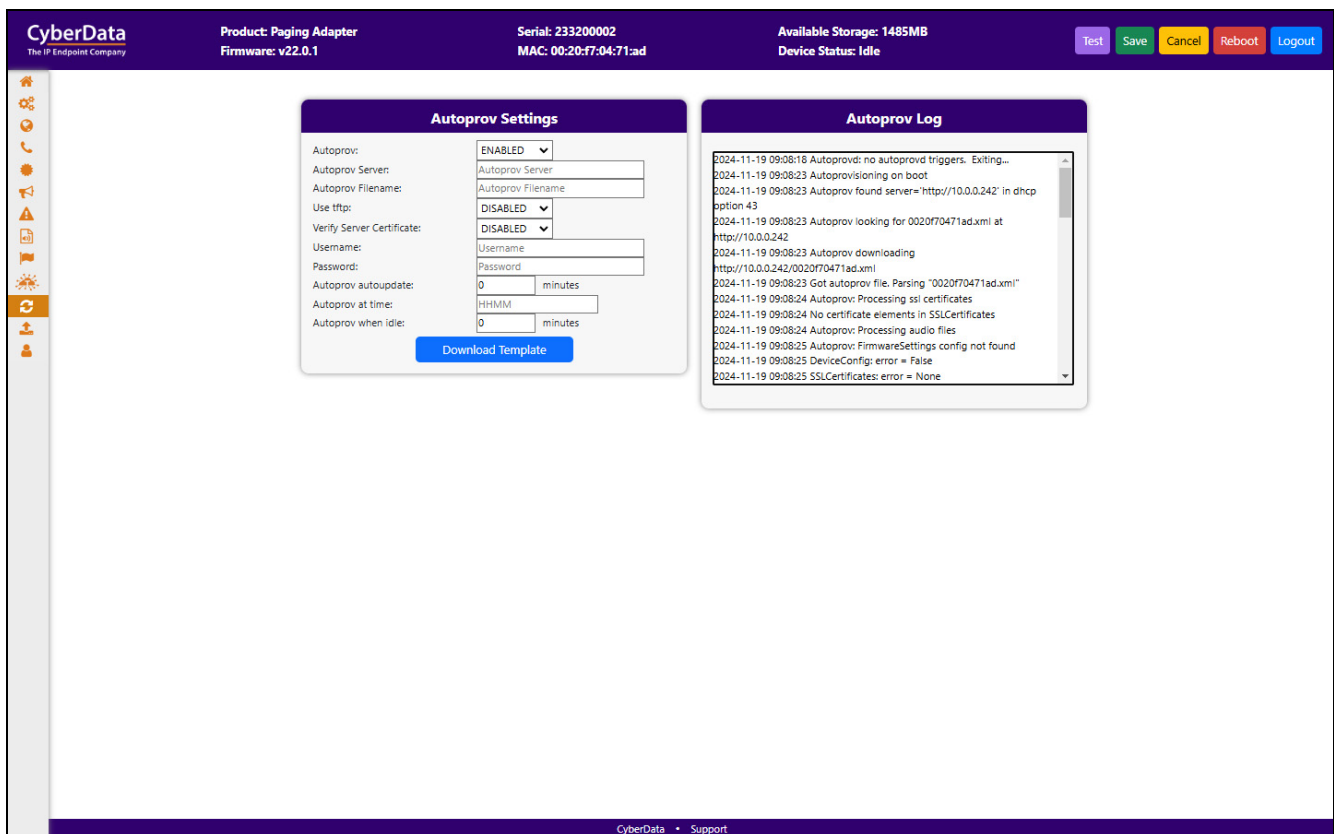 CyberData
The IP Endpoint Company
Product: Paging Adapter
Firmware: v22.0.1
Serial: 233200002
MAC: 00:20:f7:04:71:ad
Available Storage: 1485MB
Device Status: Idle
Test Save Cancel Reboot Logout
Autoprov Settings
Autoprov: ENABLED
Autoprov Server: Autoprov Server
Autoprov Filename: Autoprov Filename
Use tftp: DISABLED
Verify Server Certificate: DISABLED
Username: Username
Password: Password
Autoprov autoupdate: 0 minutes
Autoprov at time: HHMM
Autoprov when idle: 0 minutes
Download Template
Autoprov Log
2024-11-19 09:08:18 Autoprovd: no autoprovd triggers. Exiting...
2024-11-19 09:08:23 Autoprovisioning on boot
2024-11-19 09:08:23 Autoprov found server='http://10.0.0.242' in dhcp
option 43
2024-11-19 09:08:23 Autoprov looking for 0020f70471ad.xml at
http://10.0.0.242
2024-11-19 09:08:23 Autoprov downloading
http://10.0.0.242/0020f70471ad.xml
2024-11-19 09:08:23 Got autoprov file. Parsing "0020f70471ad.xml"
2024-11-19 09:08:24 Autoprov: Processing ssl certificates
2024-11-19 09:08:24 No certificate elements in SSLCertificates
2024-11-19 09:08:24 Autoprov: Processing audio files
2024-11-19 09:08:25 Autoprov: FirmwareSettings config not found
2024-11-19 09:08:25 DeviceConfig: error = False
2024-11-19 09:08:25 SSLCertificates: error = None
CyberData • Support